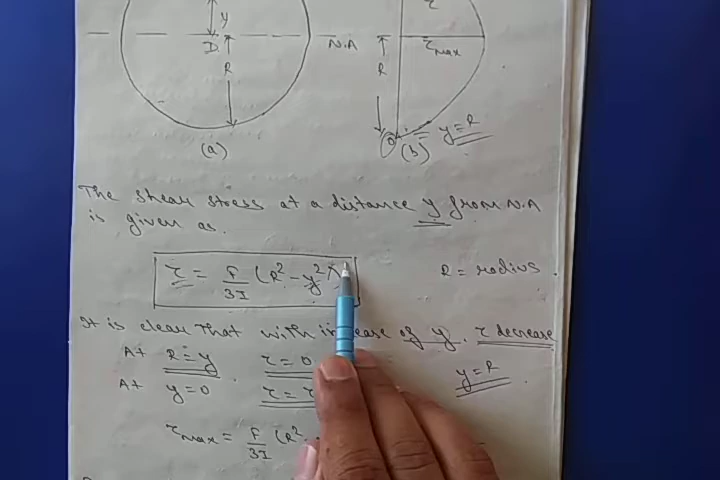 y
τ
D
N.A
τmax
R
R
y = R
(a)
(b)
The shear stress at a distance y from N.A
is given as.
τ = F/3I (R² - y²)
R = radius.
It is clear that with increase of y. τ decrease
At R = y. τ = 0
y = R
At y = 0 τ = τ
τmax = F/3I (R²